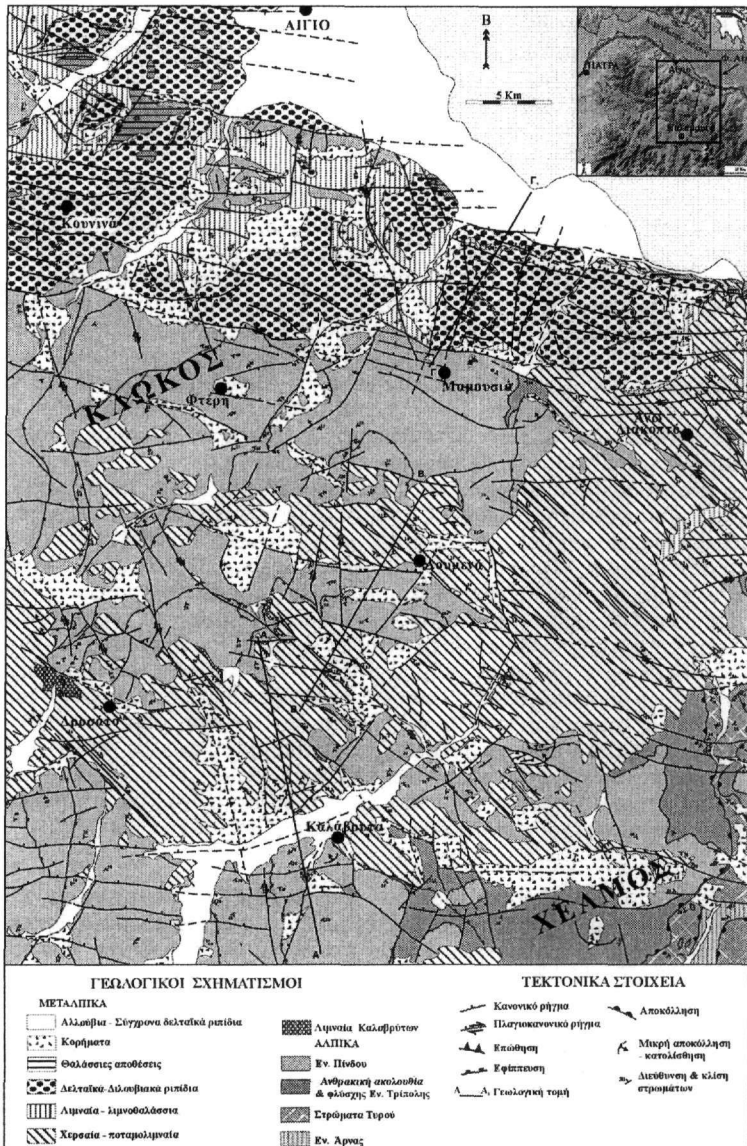 ΑΙΓΙΟ
Β
5 Km
ΠΑΤΡΑ
Γ'
Κουνινά
ΚΛΩΚΟΣ
Φτέρη
Γ
Μαμουσιά
Άνω
Διακοπτό
Β'
Δουμενά
Α
Β
Δροσάτο
Καλάβρυτα
ΧΕΛΜΟΣ
Α'
ΓΕΩΛΟΓΙΚΟΙ ΣΧΗΜΑΤΙΣΜΟΙ
ΜΕΤΑΛΠΙΚΑ
Αλλούβια - Σύγχρονα δελταϊκά ριπίδια
Κορήματα
Θαλάσσιες αποθέσεις
Δελταϊκά-Διλουβιακά ριπίδια
Λιμναία - λιμνοθαλάσσια
Χερσαία - ποταμολιμναία
Λιμναία Καλαβρύτων
ΑΛΠΙΚΑ
Εν. Πίνδου
Ανθρακική ακολουθία
& φλύσχης Εν. Τρίπολης
Στρώματα Τυρού
Εν. Άρνας
ΤΕΚΤΟΝΙΚΑ ΣΤΟΙΧΕΙΑ
Κανονικό ρήγμα
Πλαγιοκανονικό ρήγμα
Επώθηση
Εφίππευση
Α Α' Γεωλογική τομή
Αποκόλληση
Μικρή αποκόλληση
- κατολίσθηση
Διεύθυνση & κλίση
στρωμάτων